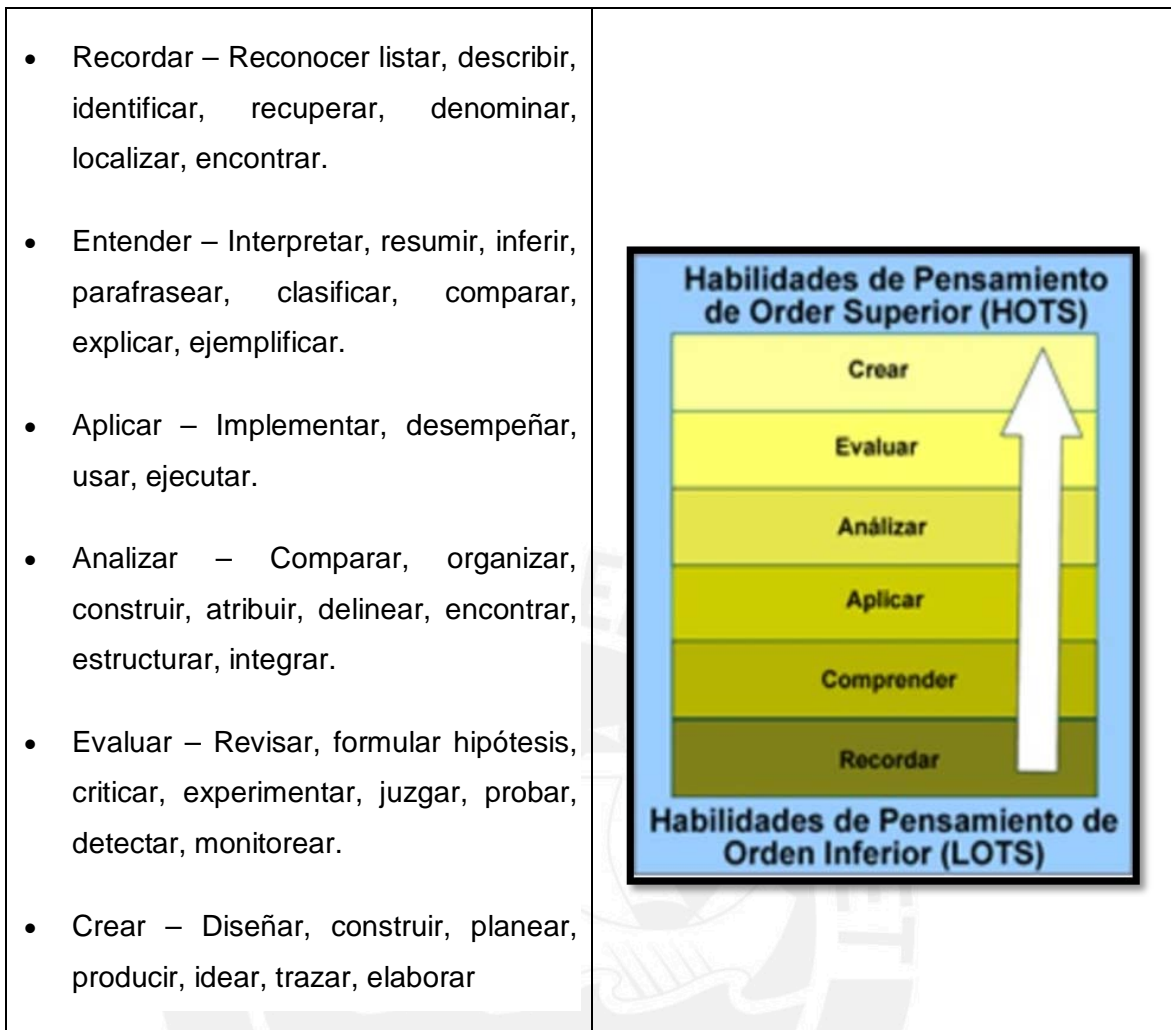 • Recordar – Reconocer listar, describir,
identificar, recuperar, denominar,
localizar, encontrar.
• Entender – Interpretar, resumir, inferir,
parafrasear, clasificar, comparar,
explicar, ejemplificar.
• Aplicar – Implementar, desempeñar,
usar, ejecutar.
• Analizar – Comparar, organizar,
construir, atribuir, delinear, encontrar,
estructurar, integrar.
• Evaluar – Revisar, formular hipótesis,
criticar, experimentar, juzgar, probar,
detectar, monitorear.
• Crear – Diseñar, construir, planear,
producir, idear, trazar, elaborar
Habilidades de Pensamiento
de Order Superior (HOTS)
Crear
Evaluar
Análizar
Aplicar
Comprender
Recordar
Habilidades de Pensamiento de
Orden Inferior (LOTS)